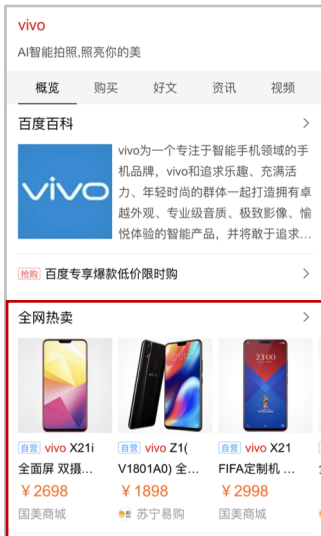 vivo
AI智能拍照,照亮你的美
概览 购买 好文 资讯 视频
百度百科
vivo
vivo为一个专注于智能手机领域的手
机品牌，vivo和追求乐趣、充满活
力、年轻时尚的群体一起打造拥有卓
越外观、专业级音质、极致影像、愉
悦体验的智能产品，并将敢于追求...
抢购 百度专享爆款低价限时购
全网热卖
23:00
自营 vivo X21i
全面屏 双摄...
￥2698
国美商城
自营 vivo Z1(
V1801A0) 全...
￥1898
苏宁易购
自营 vivo X21
FIFA定制机 ...
￥2998
国美商城